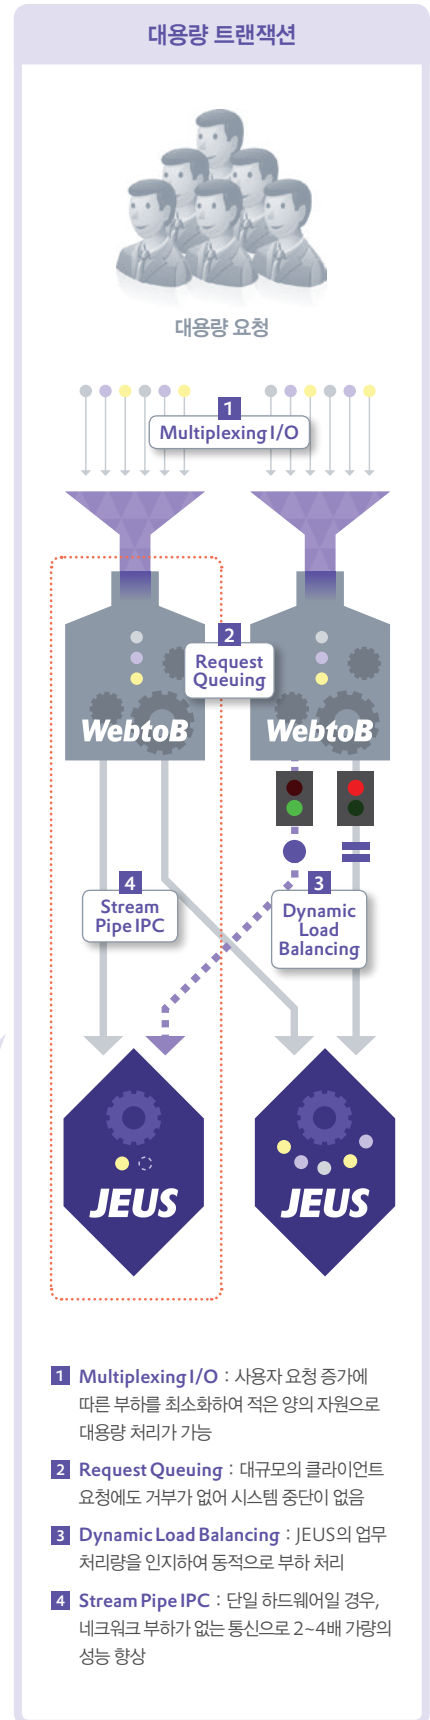 대용량 트랜잭션
대용량 요청
1
Multiplexing I/O
2
Request
Queuing
WebtoB
WebtoB
4
Stream
Pipe IPC
3
Dynamic
Load
Balancing
JEUS
JEUS
1 Multiplexing I/O : 사용자 요청 증가에
따른 부하를 최소화하여 적은 양의 자원으로
대용량 처리가 가능
2 Request Queuing : 대규모의 클라이언트
요청에도 거부가 없어 시스템 중단이 없음
3 Dynamic Load Balancing : JEUS의 업무
처리량을 인지하여 동적으로 부하 처리
4 Stream Pipe IPC : 단일 하드웨어일 경우,
네크워크 부하가 없는 통신으로 2~4배 가량의
성능 향상